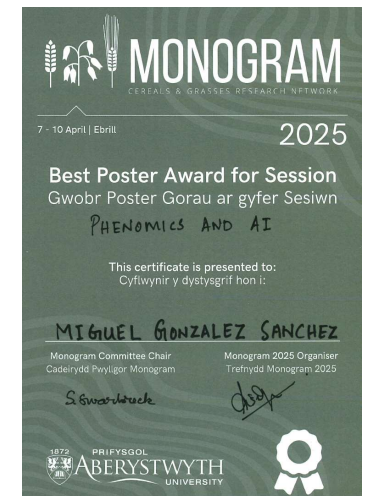 MONOGRAM
CEREALS & GRASSES RESEARCH NETWORK
7 - 10 April | Ebrill
2025
Best Poster Award for Session
Gwobr Poster Gorau ar gyfer Sesiwn
PHENOMICS AND AI
This certificate is presented to:
Cyflwynir y dystysgrif hon i:
MIGUEL GONZALEZ SANCHEZ
Monogram Committee Chair
Cadeirydd Pwyllgor Monogram
Monogram 2025 Organiser
Trefnydd Monogram 2025
1872
PRIFYSGOL
ABERYSTWYTH
UNIVERSITY